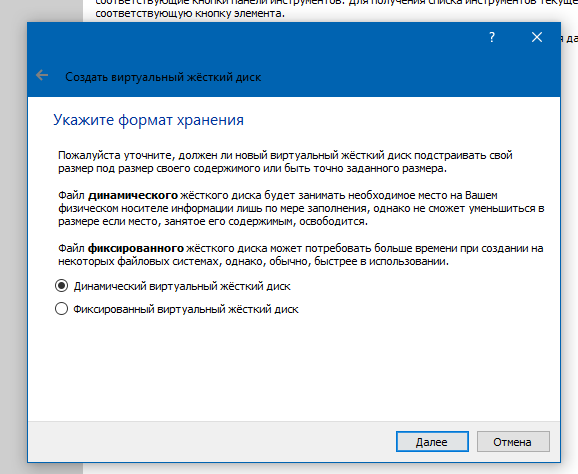 соответствующие кнопки панели инструментов. Для получения списка инструментов текуще
соответствующую кнопку элемента.
?
я да
Создать виртуальный жёсткий диск
Укажите формат хранения
Пожалуйста уточните, должен ли новый виртуальный жёсткий диск подстраивать свой
размер под размер своего содержимого или быть точно заданного размера.
Файл динамического жёсткого диска будет занимать необходимое место на Вашем
физическом носителе информации лишь по мере заполнения, однако не сможет уменьшиться в
размере если место, занятое его содержимым, освободится.
Файл фиксированного жёсткого диска может потребовать больше времени при создании на
некоторых файловых системах, однако, обычно, быстрее в использовании.
Динамический виртуальный жёсткий диск
Фиксированный виртуальный жёсткий диск
Далее
Отмена